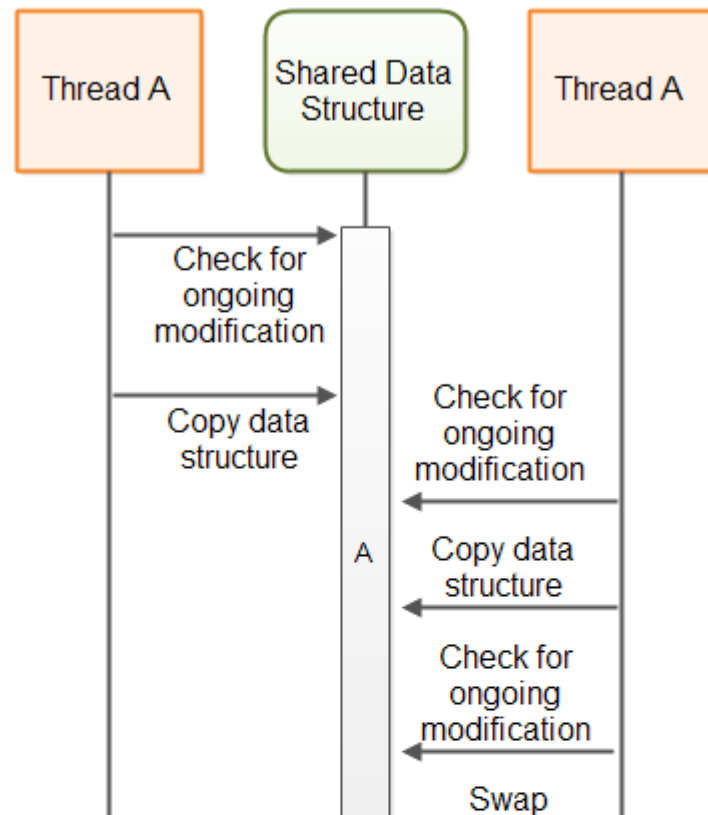 Thread A
Shared Data
Structure
Thread A
Check for
ongoing
modification
Copy data
structure
Check for
ongoing
modification
A
Copy data
structure
Check for
ongoing
modification
Swap